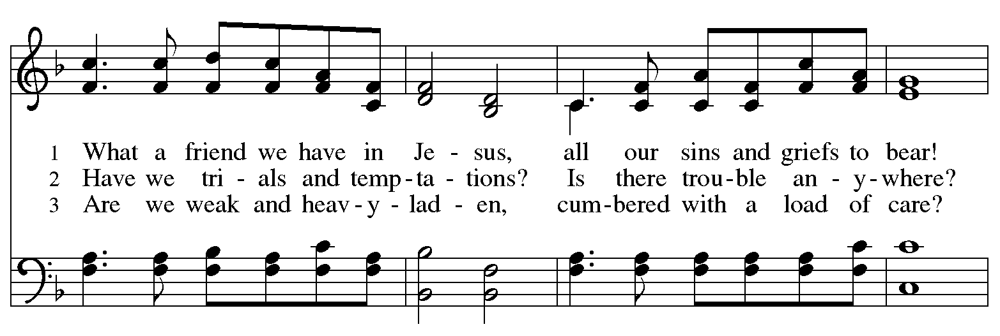 1 What a friend we have in Je - sus, all our sins and griefs to bear!
2 Have we tri - als and temp - ta - tions? Is there trou - ble an - y - where?
3 Are we weak and heav - y - lad - en, cum - bered with a load of care?